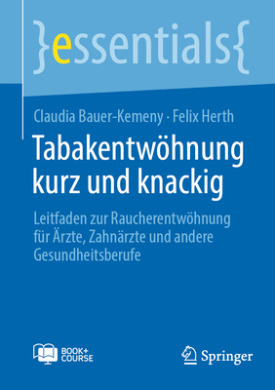 }essentials{
Claudia Bauer-Kemeny · Felix Herth
Tabakentwöhnung
kurz und knackig
Leitfaden zur Raucherentwöhnung
für Ärzte, Zahnärzte und andere
Gesundheitsberufe
BOOK+
COURSE
Springer